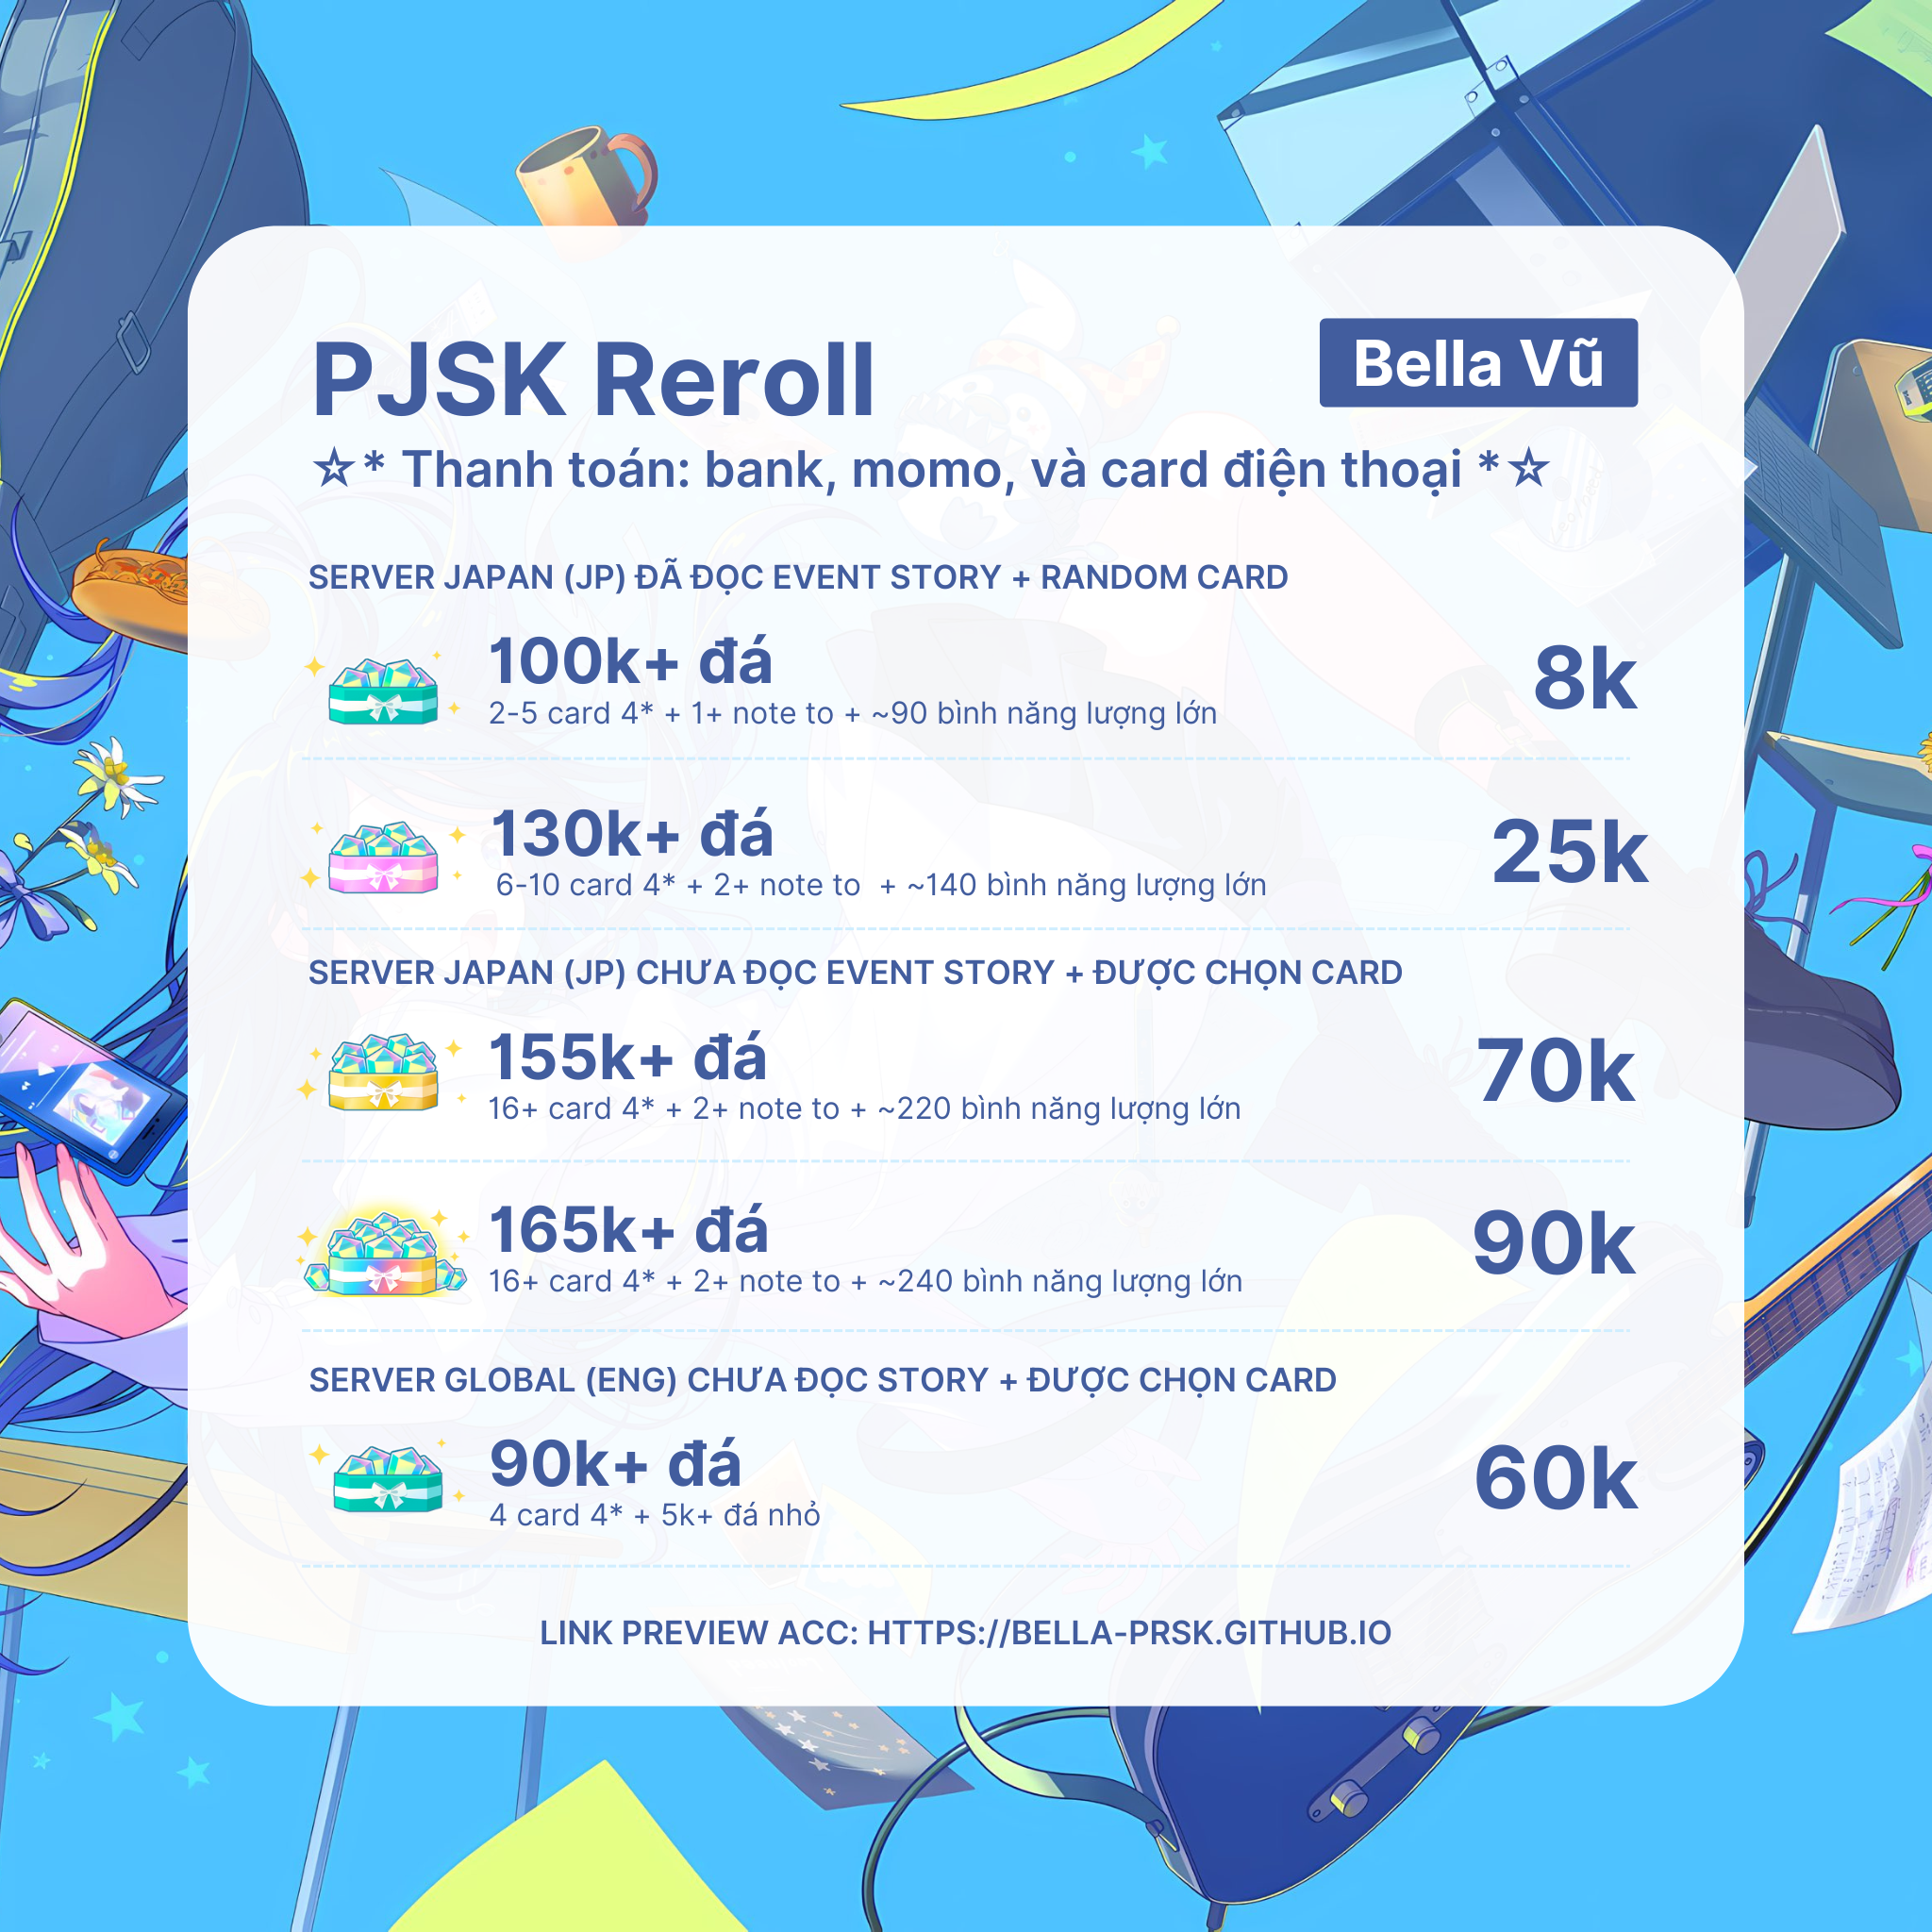 PJSK Reroll
Bella Vũ
☆* Thanh toán: bank, momo, và card điện thoại *☆
SERVER JAPAN (JP) ĐÃ ĐỌC EVENT STORY + RANDOM CARD
100k+ đá
2-5 card 4* + 1+ note to + ~90 bình năng lượng lớn
8k
130k+ đá
6-10 card 4* + 2+ note to + ~140 bình năng lượng lớn
25k
SERVER JAPAN (JP) CHƯA ĐỌC EVENT STORY + ĐƯỢC CHỌN CARD
155k+ đá
16+ card 4* + 2+ note to + ~220 bình năng lượng lớn
70k
165k+ đá
16+ card 4* + 2+ note to + ~240 bình năng lượng lớn
90k
SERVER GLOBAL (ENG) CHƯA ĐỌC STORY + ĐƯỢC CHỌN CARD
90k+ đá
4 card 4* + 5k+ đá nhỏ
60k
LINK PREVIEW ACC: HTTPS://BELLA-PRSK.GITHUB.IO